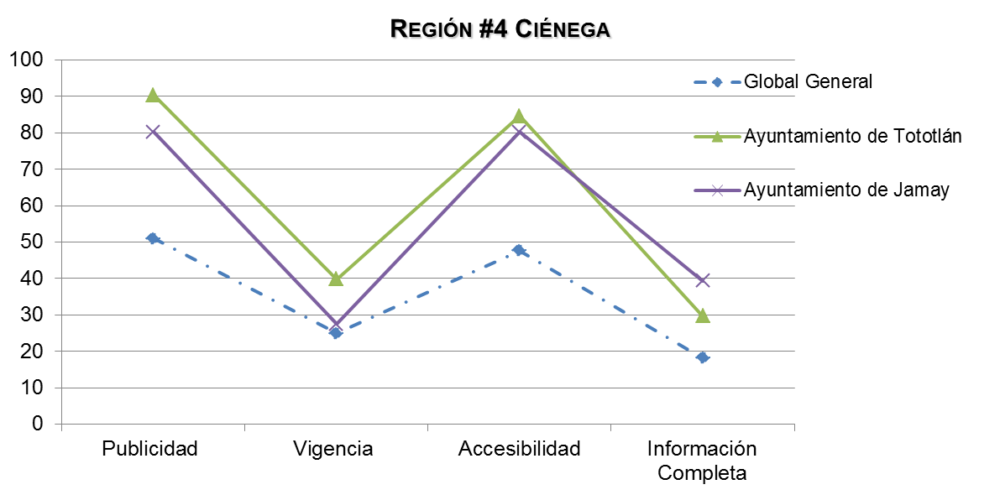 REGIÓN #4 CIÉNEGA
100
90
80
70
60
50
40
30
20
10
0
Publicidad
Vigencia
Accesibilidad
Información
Completa
Global General
Ayuntamiento de Tototlán
Ayuntamiento de Jamay